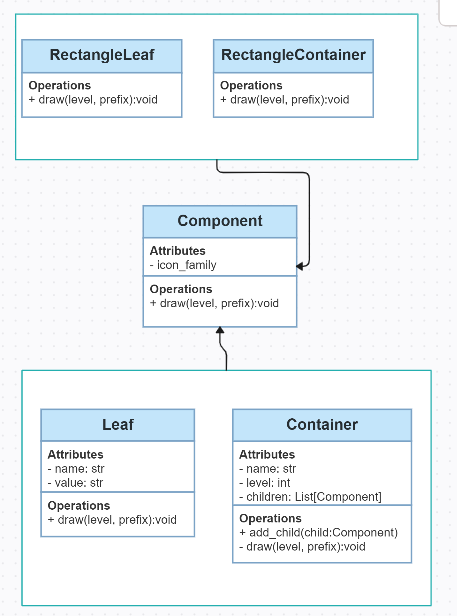 RectangleLeaf
Operations
+ draw(level, prefix):void
RectangleContainer
Operations
+ draw(level, prefix):void
Component
Attributes
- icon_family
Operations
+ draw(level, prefix):void
Leaf
Attributes
- name: str
- value: str
Operations
+ draw(level, prefix):void
Container
Attributes
- name: str
- level: int
- children: List[Component]
Operations
+ add_child(child:Component)
- draw(level, prefix):void